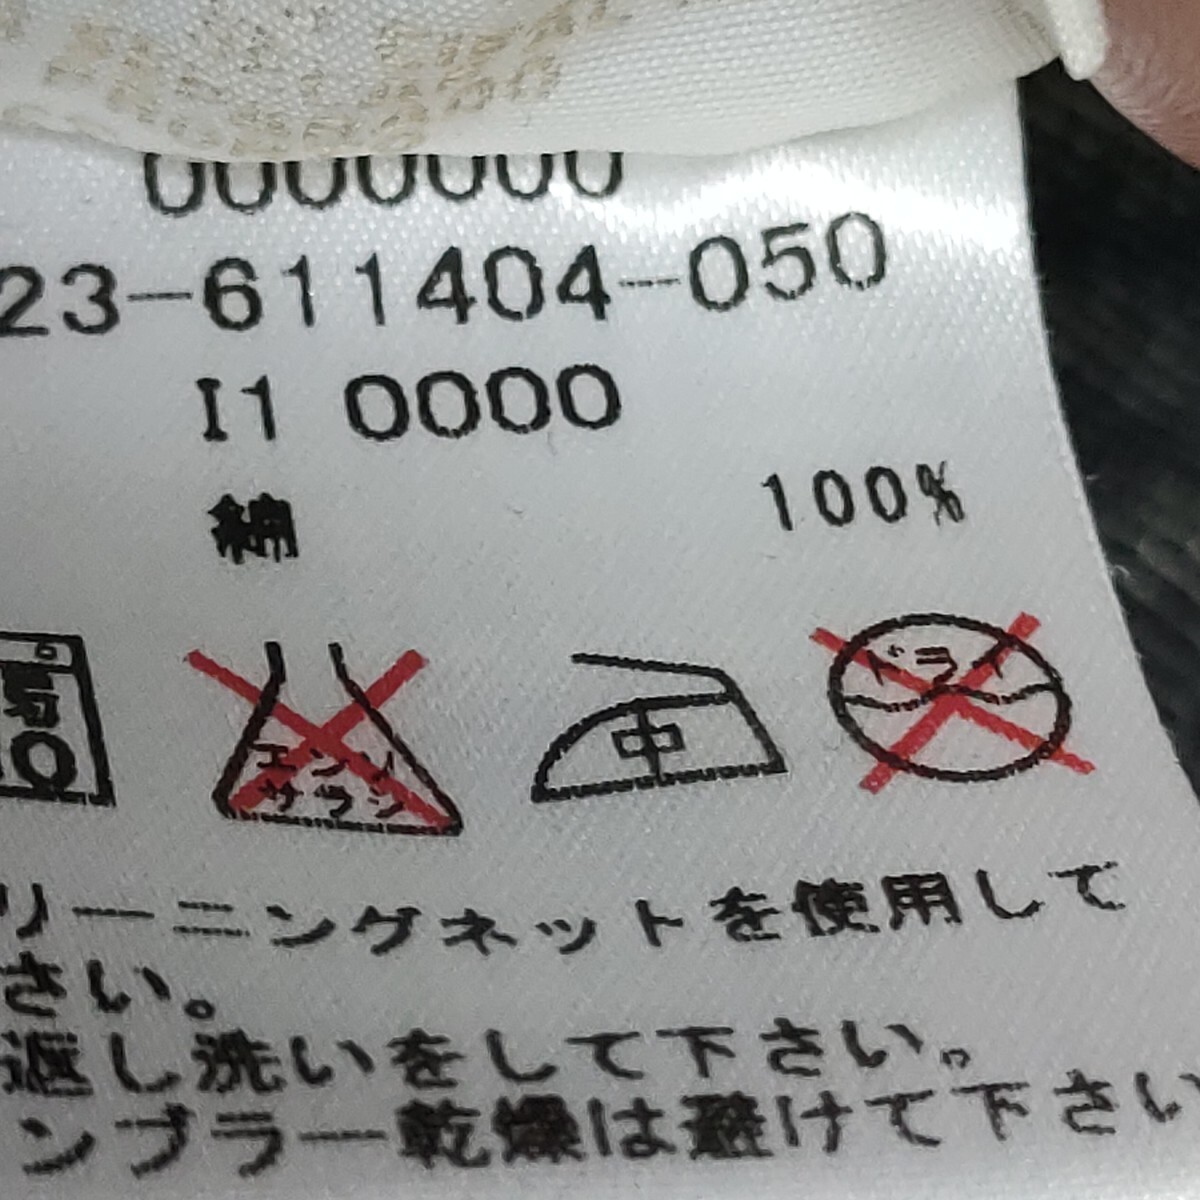 0000000
23-611404-050
I1 0000
綿 100%
エンソ サラシ 中 ドライ
リーニングネットを使用して
さい。
返し洗いをして下さい。
ンブラー乾燥は避けて下さい